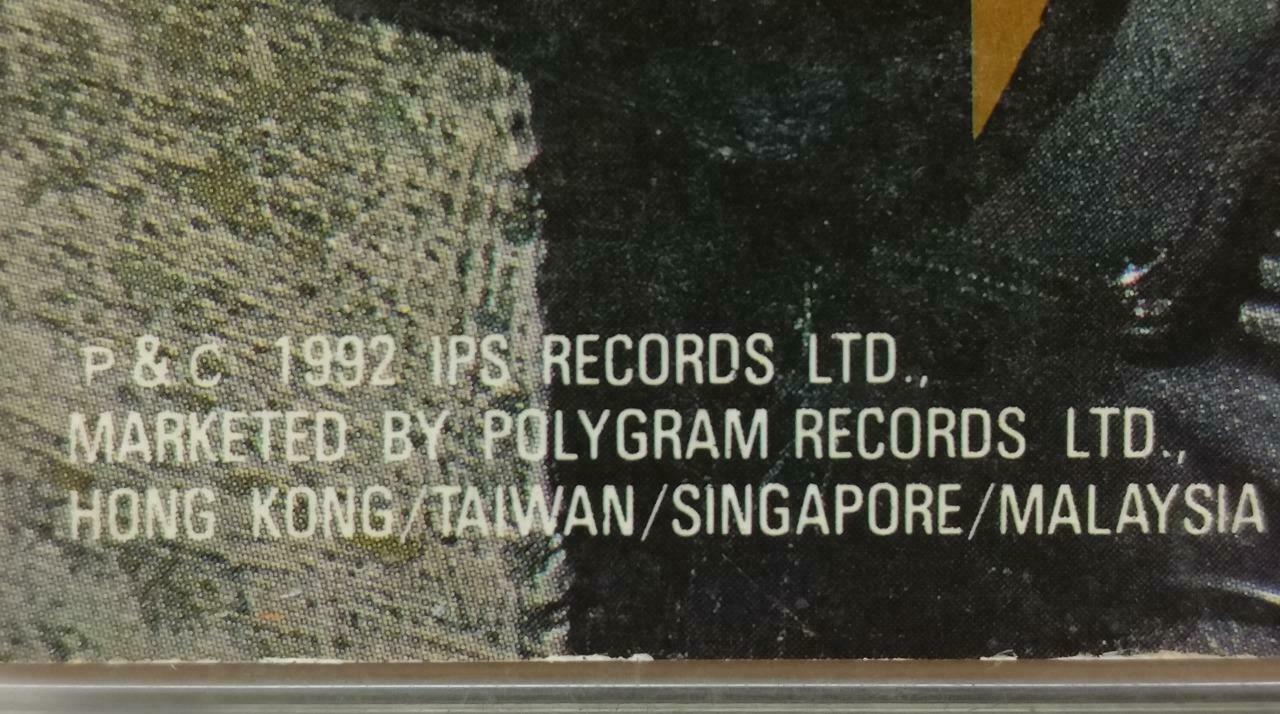 P & C 1992 IPS RECORDS LTD.,
MARKETED BY POLYGRAM RECORDS LTD.,
HONG KONG/TAIWAN/SINGAPORE/MALAYSIA